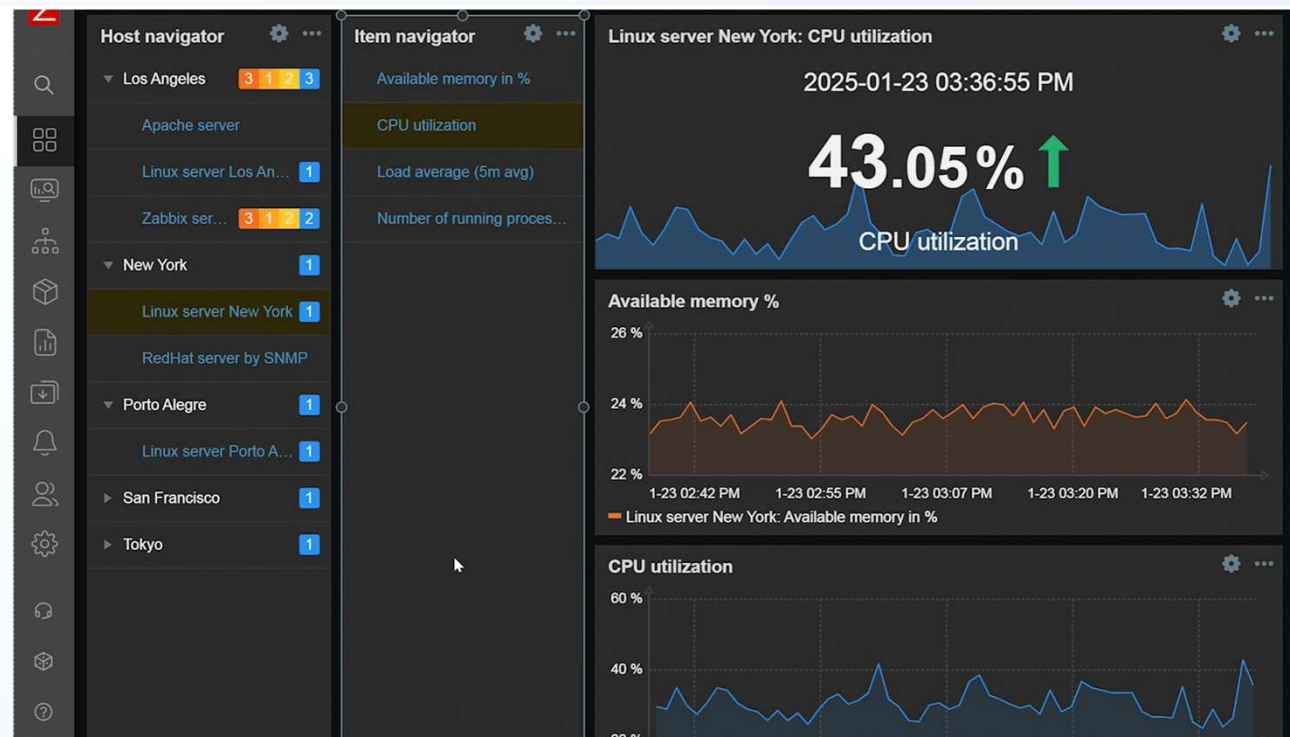 Z
Host navigator
Los Angeles 3 1 2 3
Apache server
Linux server Los An... 1
Zabbix ser... 3 1 2 2
New York 1
Linux server New York 1
RedHat server by SNMP
Porto Alegre 1
Linux server Porto A... 1
San Francisco 1
Tokyo 1
Item navigator
Available memory in %
CPU utilization
Load average (5m avg)
Number of running proces...
Linux server New York: CPU utilization
2025-01-23 03:36:55 PM
43.05%
CPU utilization
Available memory %
26 %
24 %
22 %
1-23 02:42 PM 1-23 02:55 PM 1-23 03:07 PM 1-23 03:20 PM 1-23 03:32 PM
Linux server New York: Available memory in %
CPU utilization
60 %
40 %